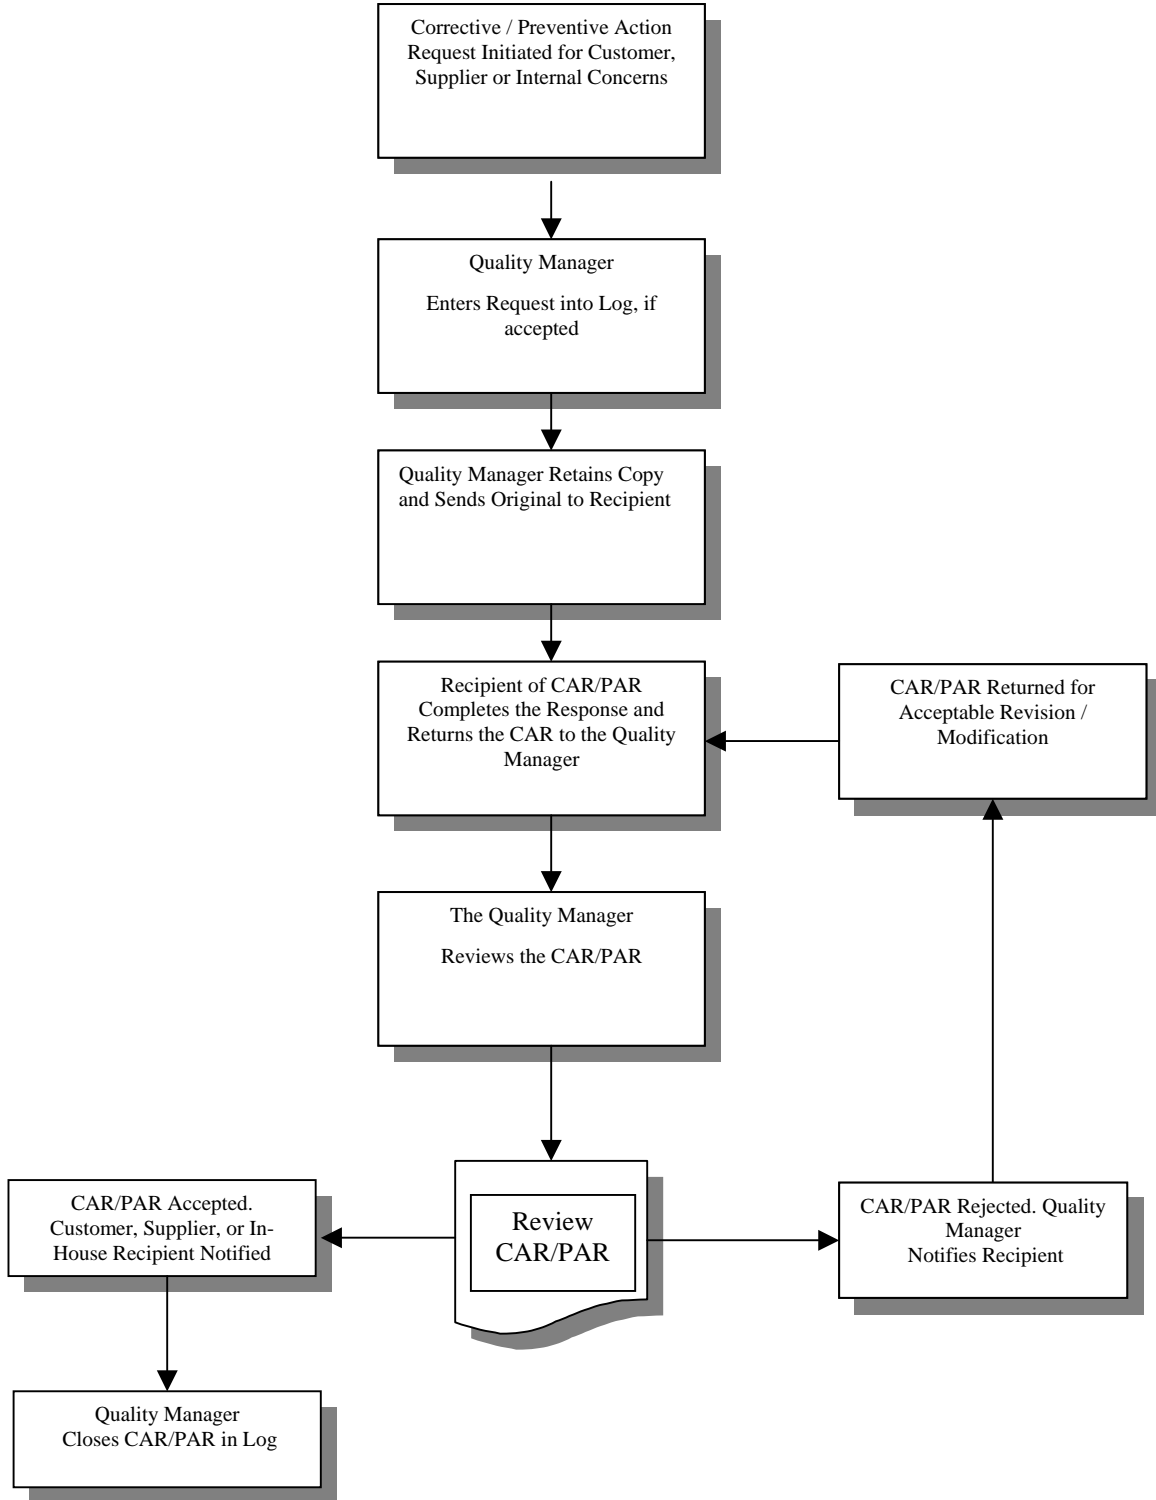 Corrective / Preventive Action
Request Initiated for Customer,
Supplier or Internal Concerns
Quality Manager
Enters Request into Log, if
accepted
Quality Manager Retains Copy
and Sends Original to Recipient
Recipient of CAR/PAR
Completes the Response and
Returns the CAR to the Quality
Manager
CAR/PAR Returned for
Acceptable Revision /
Modification
The Quality Manager
Reviews the CAR/PAR
Review
CAR/PAR
CAR/PAR Accepted.
Customer, Supplier, or In-
House Recipient Notified
CAR/PAR Rejected. Quality
Manager
Notifies Recipient
Quality Manager
Closes CAR/PAR in Log